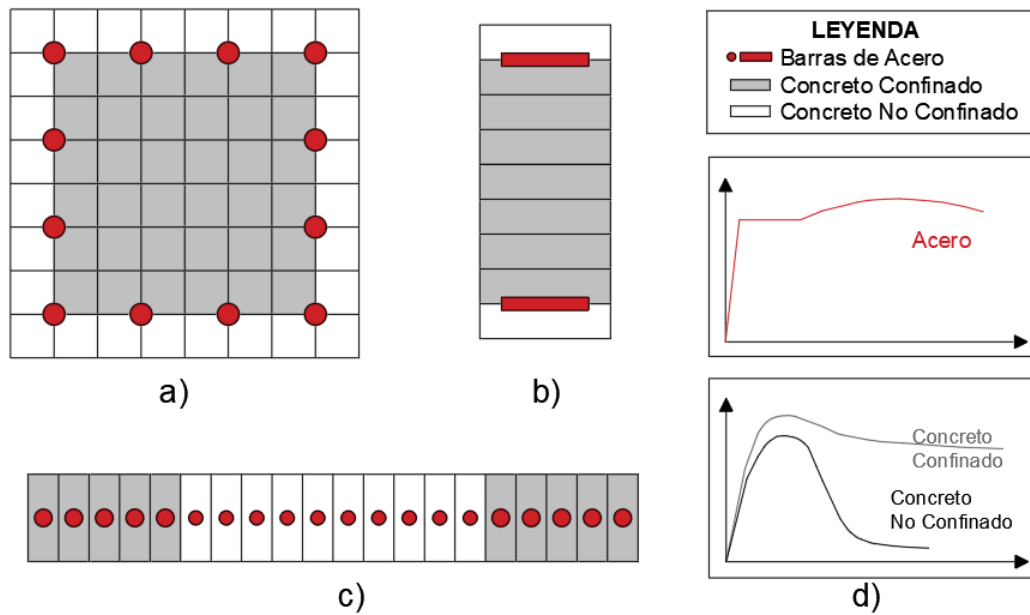 LEYENDA
Barras de Acero
Concreto Confinado
Concreto No Confinado
a)
b)
Acero
Concreto
Confinado
Concreto
No Confinado
c)
d)